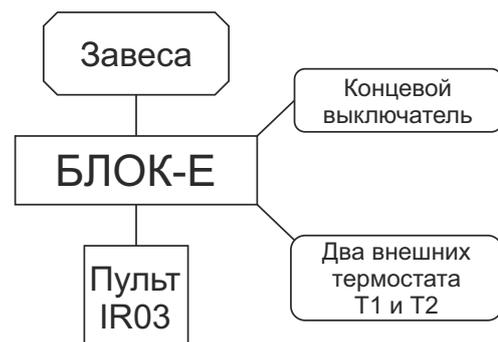 Завеса
Концевой
выключатель
БЛОК-Е
Два внешних
термостата
Т1 и Т2
Пульт
IR03